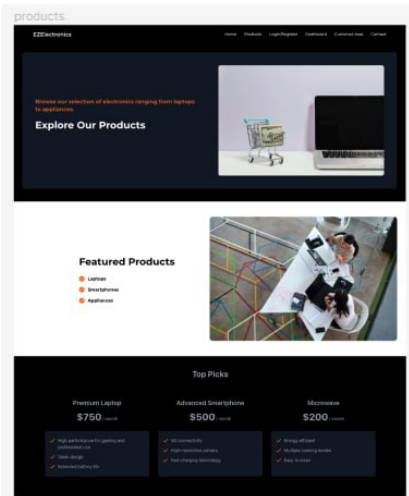 products
EZElectronics
Home Products Login/Register Dashboard Customer Area Contact
Browse our selection of electronics ranging from laptops
to appliances.
Explore Our Products
Featured Products
Laptops
Smartphones
Appliances
Top Picks
Premium Laptop
$750 /month
High performance for gaming and
professional use
Sleek design
Extended battery life
Advanced Smartphone
$500 /month
5G connectivity
High-resolution camera
Fast charging technology
Microwave
$200 /month
Energy efficient
Multiple cooking modes
Easy to clean